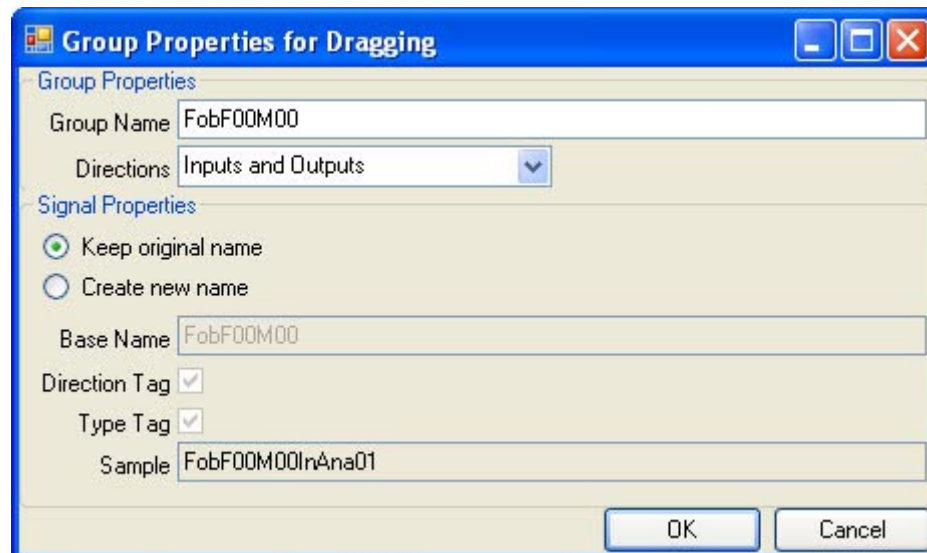 Group Properties for Dragging
Group Properties
Group Name FobF00M00
Directions Inputs and Outputs
Signal Properties
Keep original name
Create new name
Base Name FobF00M00
Direction Tag
Type Tag
Sample FobF00M00InAna01
OK Cancel